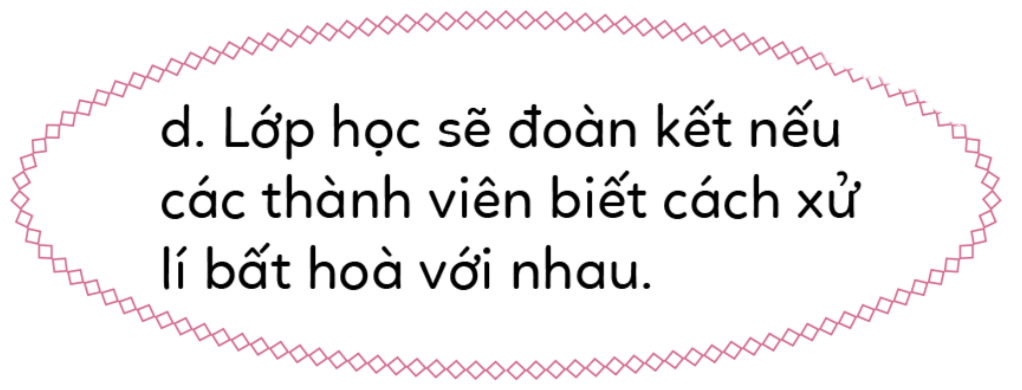 d. Lớp học sẽ đoàn kết nếu
các thành viên biết cách xử
lí bất hoà với nhau.